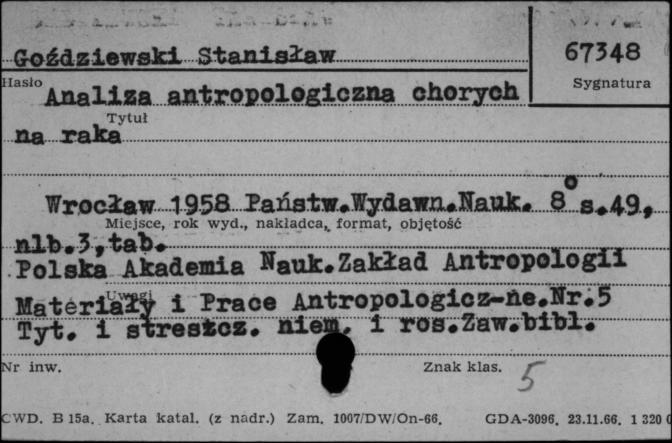 Goździewski Stanisław
67348
Hasło
Sygnatura
Analiza antropologiczna chorych
Tytuł
na raka
Wrocław 1958 Państw.Wydawn.Nauk. 8° s.49,
Miejsce, rok wyd., nakładca, format, objętość
nlb.3,tab.
Polska Akademia Nauk.Zakład Antropologii
Uwagi
Materiały i Prace Antropologicz-ne.Nr.5
Tyt. i streszcz. niem. i ros.Zaw.bibl.
Nr inw.
Znak klas. 5
CWD. B 15a. Karta katal. (z nadr.) Zam. 1007/DW/On-66. GDA-3096. 23.11.66. 1 320 0